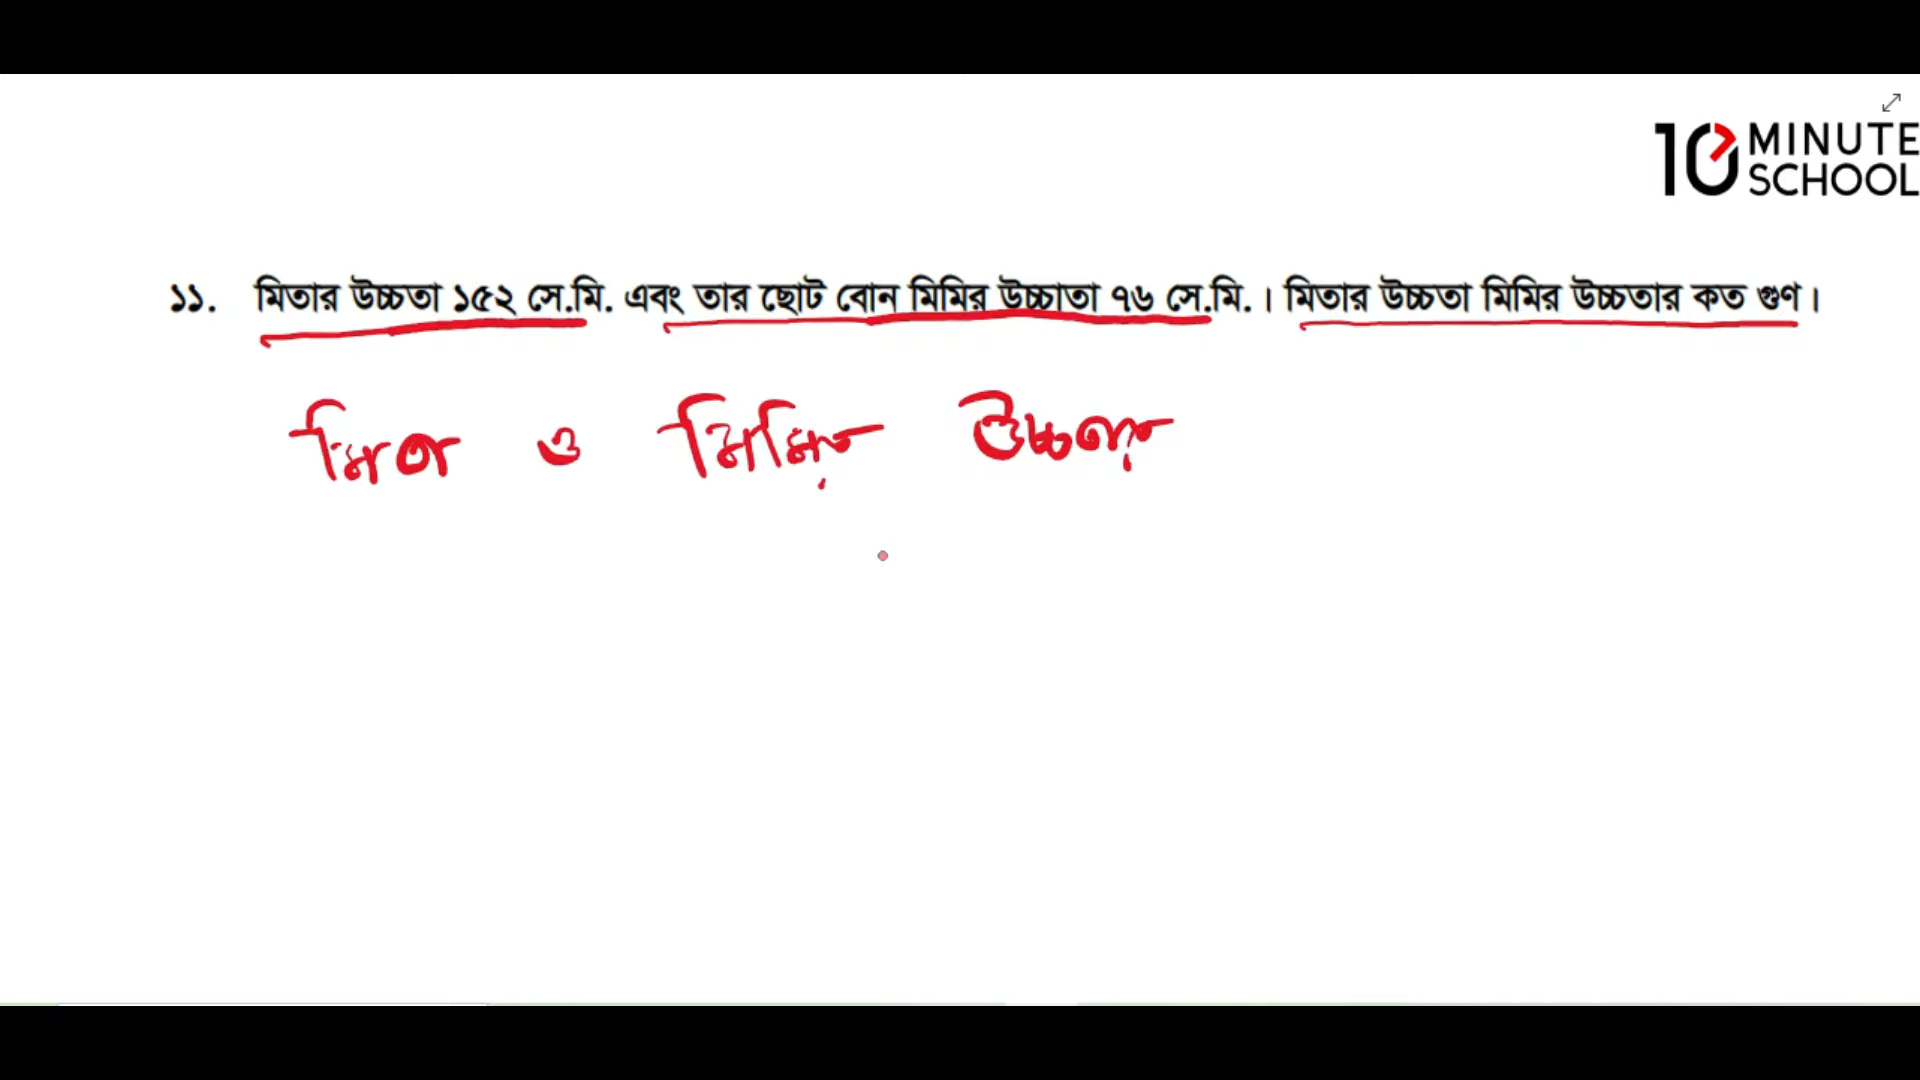 10 MINUTE
SCHOOL
১১. মিতার উচ্চতা ১৫২ সে.মি. এবং তার ছোট বোন মিমির উচ্চাতা ৭৬ সে.মি.। মিতার উচ্চতা মিমির উচ্চতার কত গুণ।
মিতা ও মিমির উচ্চতার